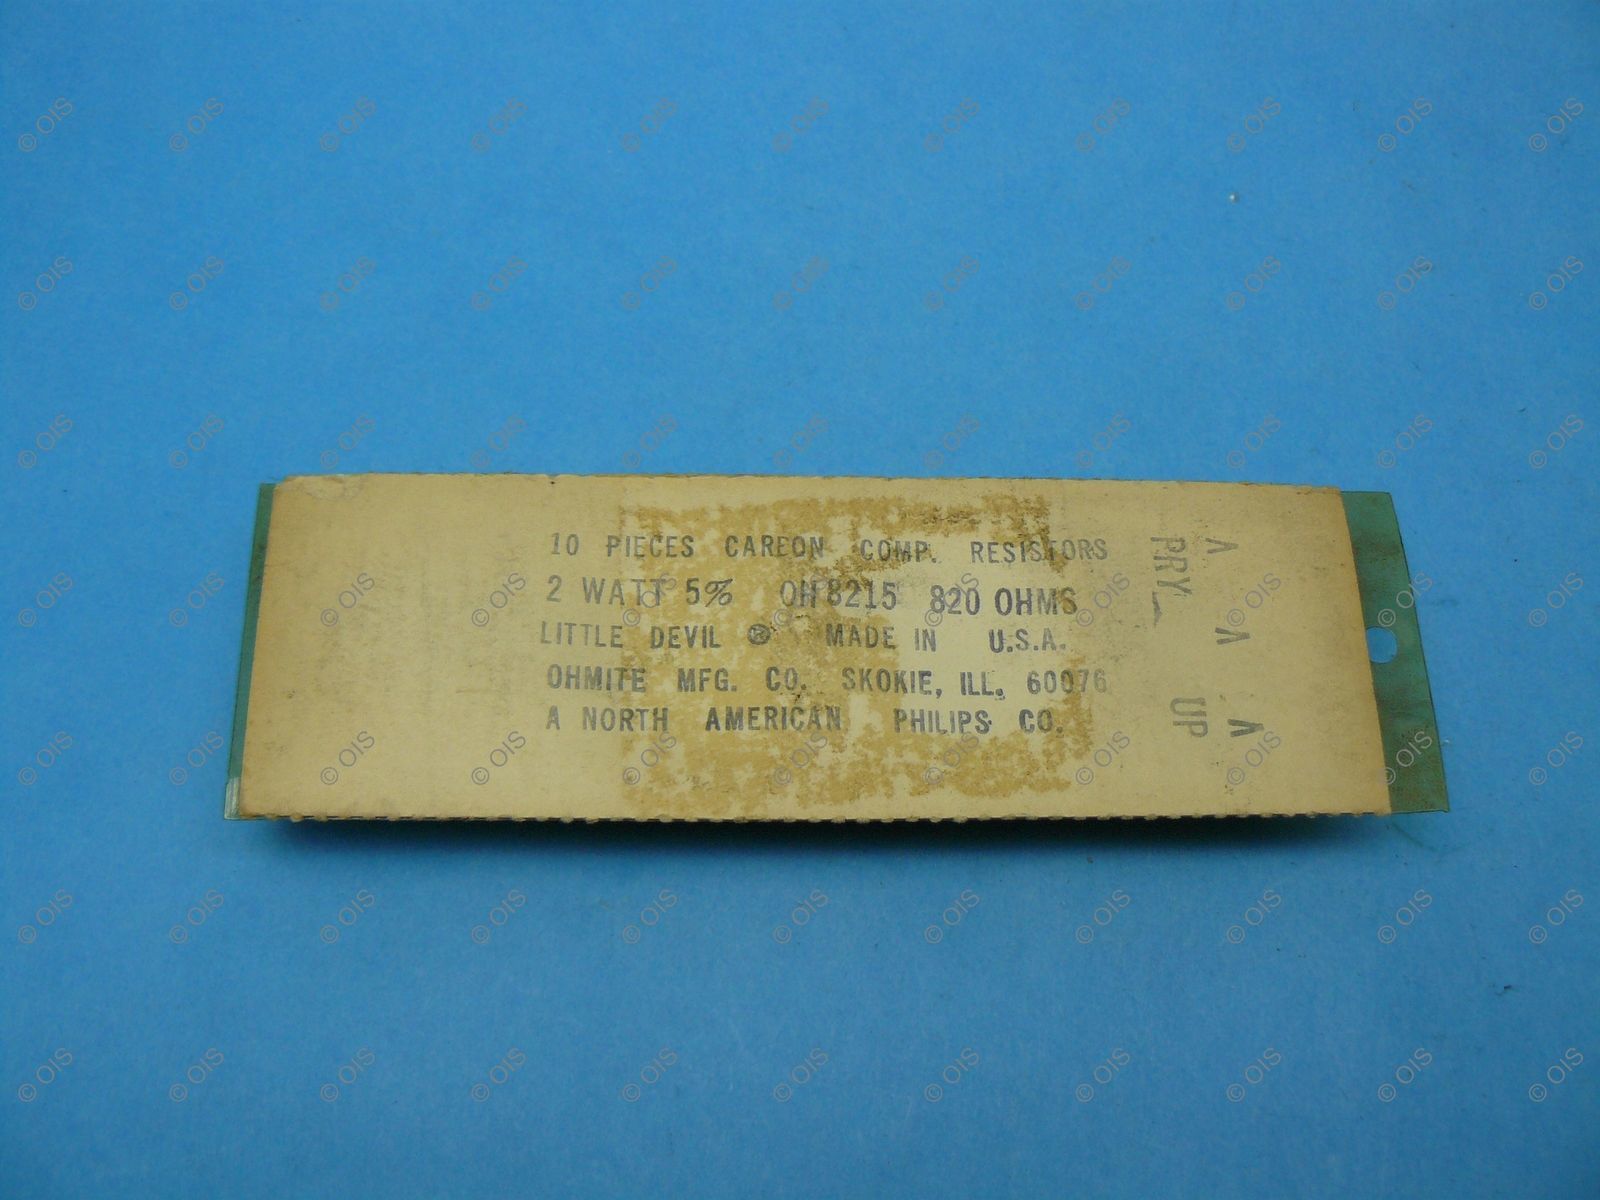 10 PIECES CARBON COMP. RESISTORS
2 WATT 5% OH8215 820 OHMS
LITTLE DEVIL ® MADE IN U.S.A.
OHMITE MFG. CO. SKOKIE, ILL. 60076
A NORTH AMERICAN PHILIPS CO.
PRY UP
© OIS